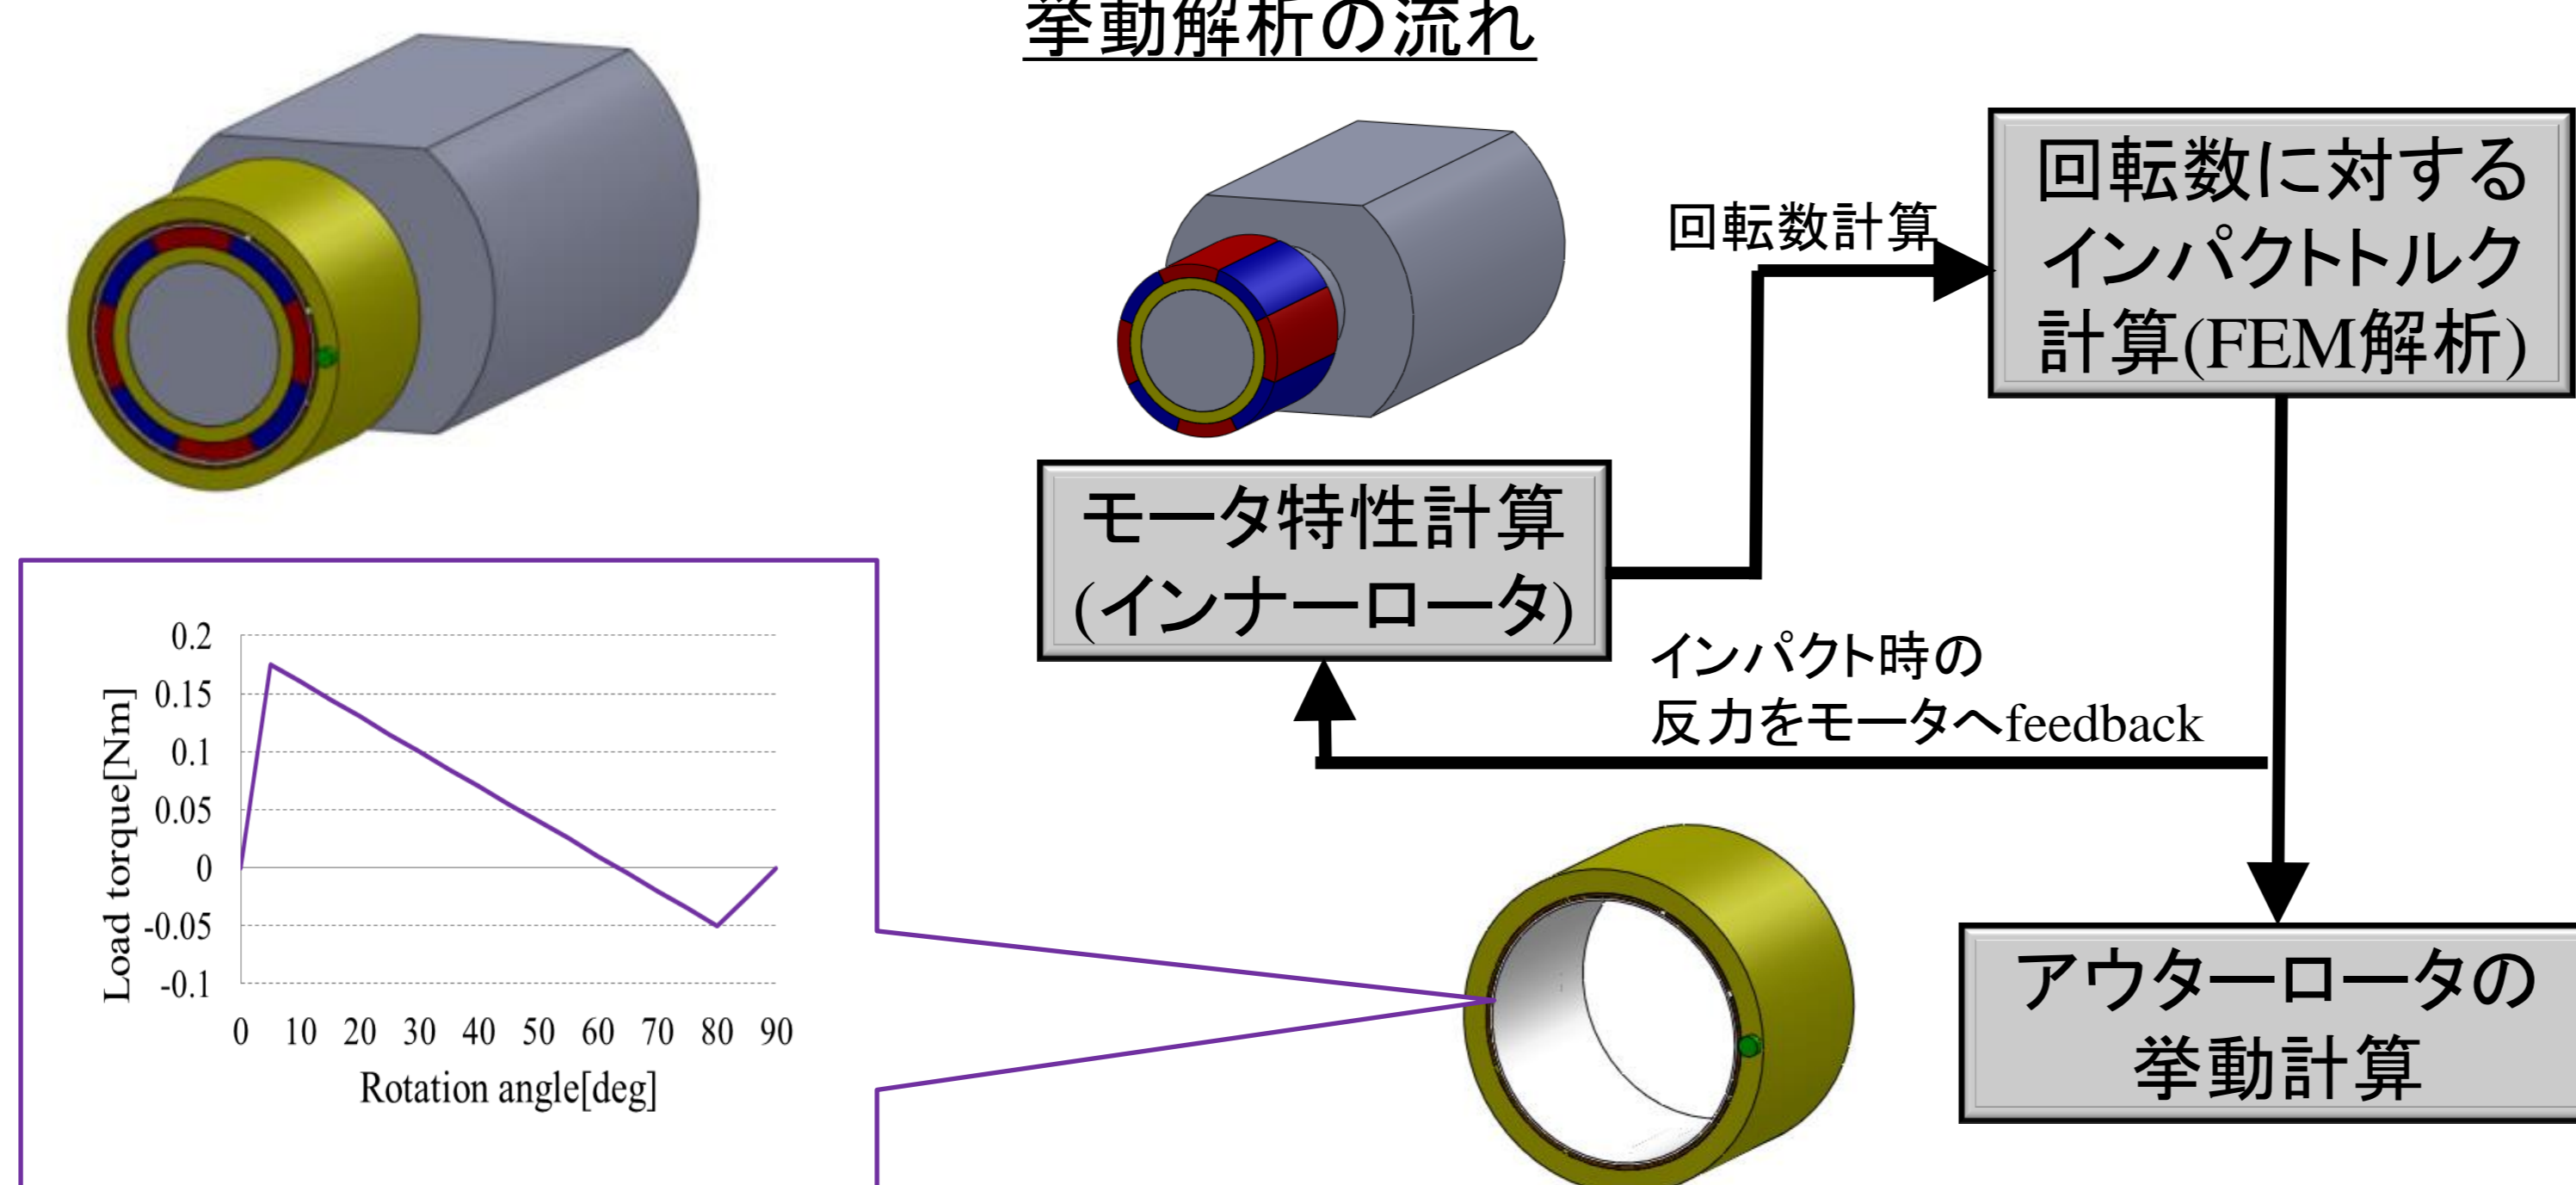 挙動解析の流れ
回転数に対する
インパクトトルク
計算(FEM解析)
回転数計算
モータ特性計算
(インナーロータ)
インパクト時の
反力をモータへfeedback
アウターロータの
挙動計算
Load torque[Nm]
0.2
0.15
0.1
0.05
0
-0.05
-0.1
0 10 20 30 40 50 60 70 80 90
Rotation angle[deg]